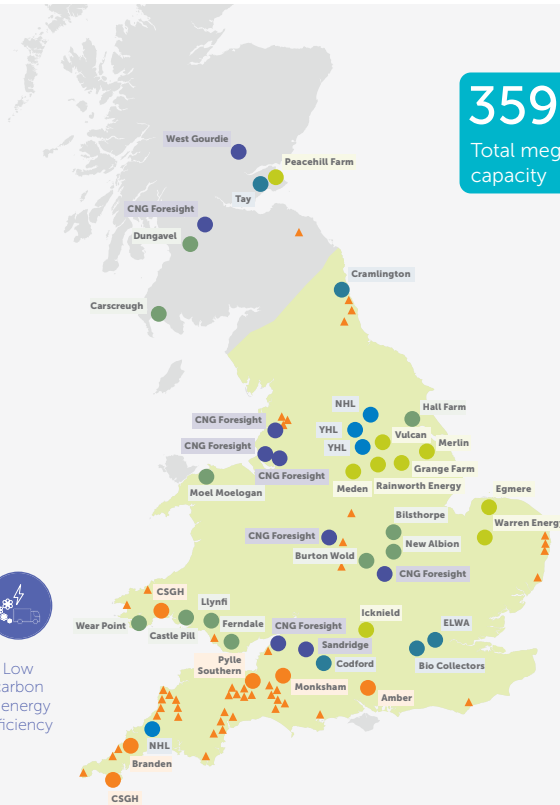 359
Total meg
capacity
West Gourdie
Peacehill Farm
Tay
CNG Foresight
Dungavel
Cramlington
Carscreugh
NHL
Hall Farm
CNG Foresight
YHL
Vulcan
CNG Foresight
YHL
Merlin
Grange Farm
CNG Foresight
Moel Moelogan
Meden
Rainworth Energy
Egmere
Bilsthorpe
Warren Energy
CNG Foresight
New Albion
Burton Wold
CNG Foresight
CSGH
Llynfi
Icknield
Wear Point
Castle Pill
Ferndale
CNG Foresight
ELWA
Sandridge
Pylle
Southern
Codford
Bio Collectors
Monksham
Amber
Low
carbon
energy
ficiency
NHL
Branden
CSGH